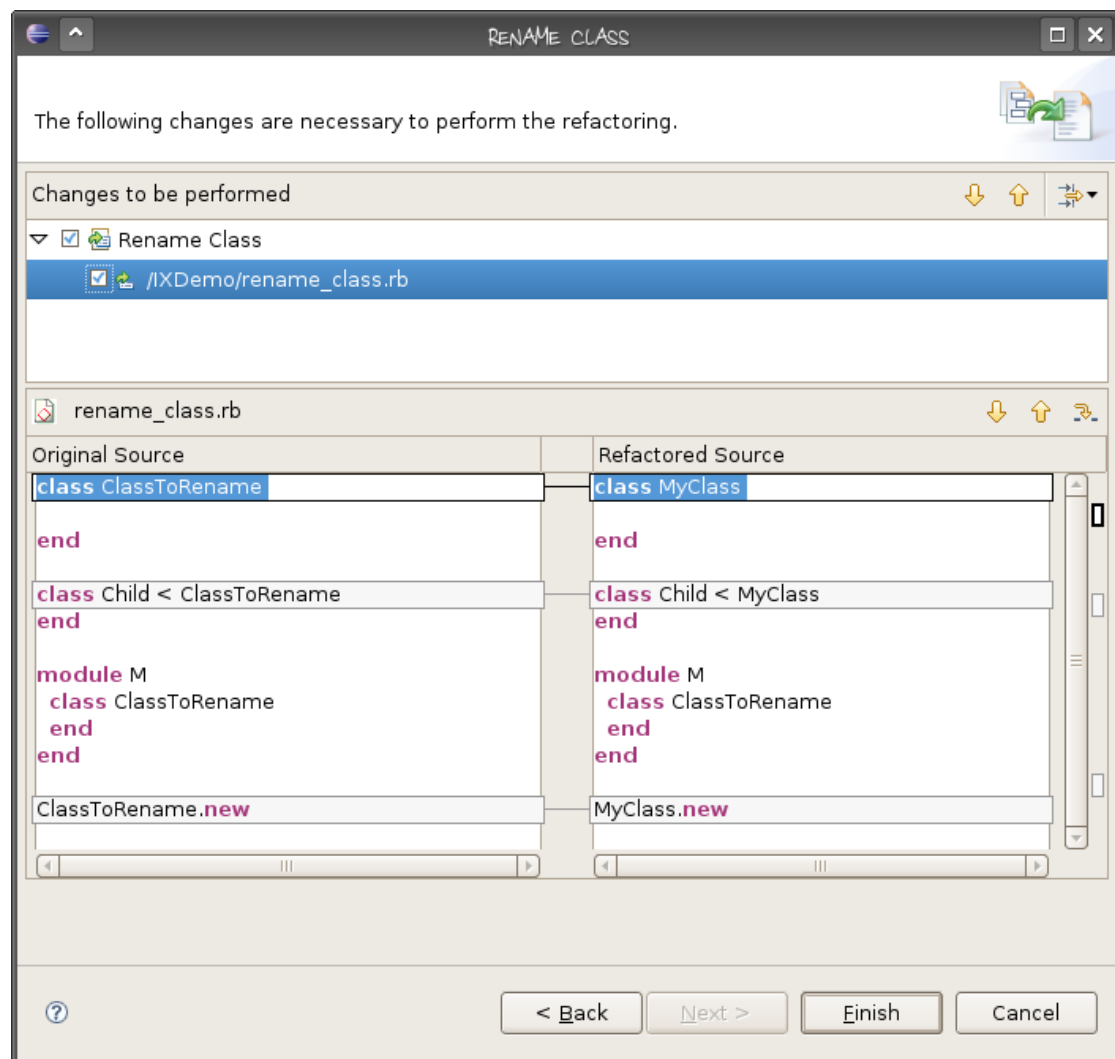 RENAME CLASS
The following changes are necessary to perform the refactoring.
Changes to be performed
Rename Class
/IXDemo/rename_class.rb
rename_class.rb
Original Source
class ClassToRename
end
class Child < ClassToRename
end
module M
class ClassToRename
end
end
ClassToRename.new
Refactored Source
class MyClass
end
class Child < MyClass
end
module M
class ClassToRename
end
end
MyClass.new
< Back
Next >
Finish
Cancel